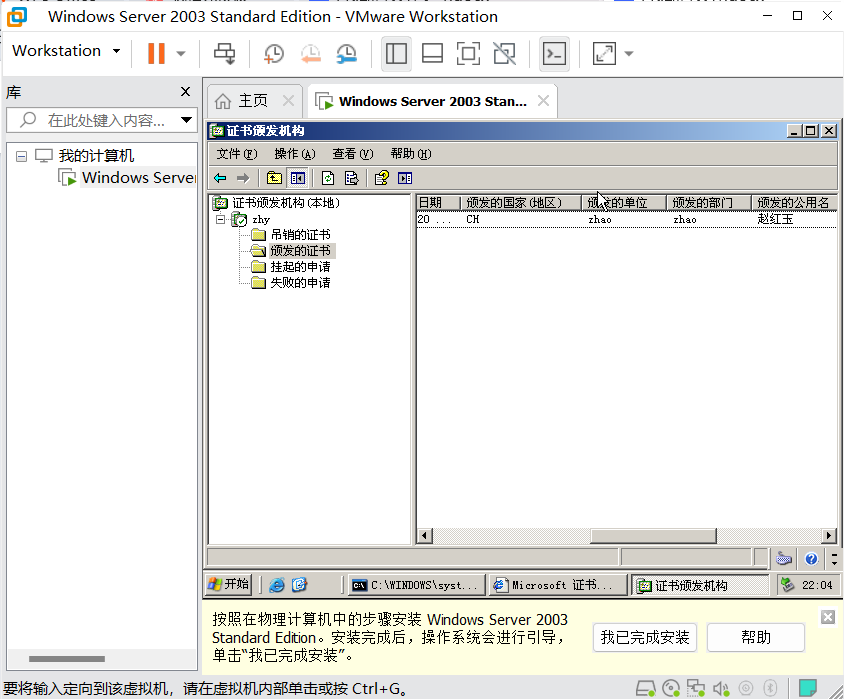 Windows Server 2003 Standard Edition - VMware Workstation
Workstation
库
在此处键入内容...
我的计算机
Windows Server
主页
Windows Server 2003 Stan...
证书颁发机构
文件(F) 操作(A) 查看(V) 帮助(H)
证书颁发机构(本地)
zhy
吊销的证书
颁发的证书
挂起的申请
失败的申请
日期 颁发的国家(地区) 颁发的单位 颁发的部门 颁发的公用名
20 ... CH zhao zhao 赵红玉
开始
C:\WINDOWS\syst...
Microsoft 证书...
证书颁发机构
22:04
按照在物理计算机中的步骤安装 Windows Server 2003
Standard Edition。安装完成后，操作系统会进行引导，
单击“我已完成安装”。
我已完成安装
帮助
要将输入定向到该虚拟机，请在虚拟机内部单击或按 Ctrl+G。